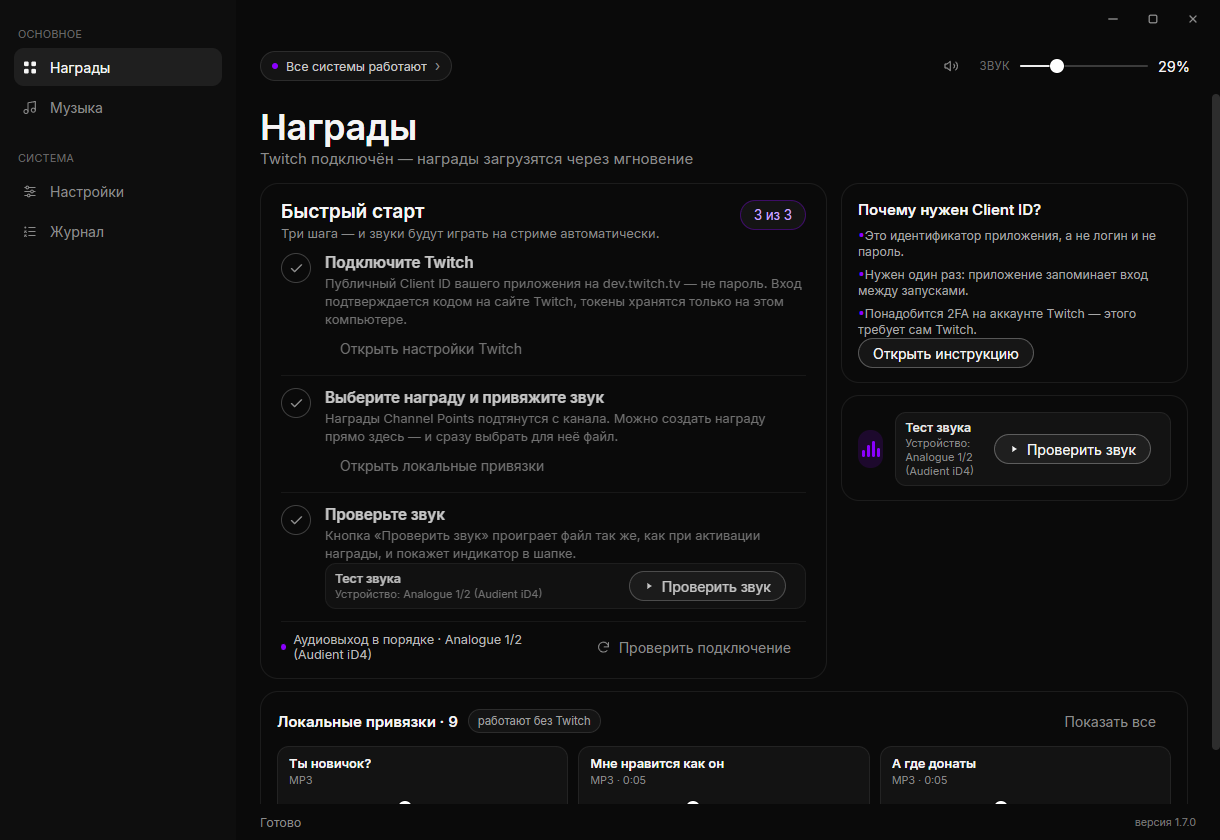 ОСНОВНОЕ
Награды
Музыка
СИСТЕМА
Настройки
Журнал
Все системы работают ›
ЗВУК
29%
Награды
Twitch подключён — награды загрузятся через мгновение
Быстрый старт
3 из 3
Три шага — и звуки будут играть на стриме автоматически.
Подключите Twitch
Публичный Client ID вашего приложения на dev.twitch.tv — не пароль. Вход
подтверждается кодом на сайте Twitch, токены хранятся только на этом
компьютере.
Открыть настройки Twitch
Выберите награду и привяжите звук
Награды Channel Points подтянутся с канала. Можно создать награду
прямо здесь — и сразу выбрать для неё файл.
Открыть локальные привязки
Проверьте звук
Кнопка «Проверить звук» проиграет файл так же, как при активации
награды, и покажет индикатор в шапке.
Тест звука
Устройство: Analogue 1/2 (Audient iD4)
Проверить звук
Аудиовыход в порядке · Analogue 1/2
(Audient iD4)
Проверить подключение
Почему нужен Client ID?
•Это идентификатор приложения, а не логин и не
пароль.
•Нужен один раз: приложение запоминает вход
между запусками.
•Понадобится 2FA на аккаунте Twitch — этого
требует сам Twitch.
Открыть инструкцию
Тест звука
Устройство:
Analogue 1/2
(Audient iD4)
Проверить звук
Локальные привязки · 9
работают без Twitch
Показать все
Ты новичок?
MP3
Мне нравится как он
MP3 · 0:05
А где донаты
MP3 · 0:05
Готово
версия 1.7.0